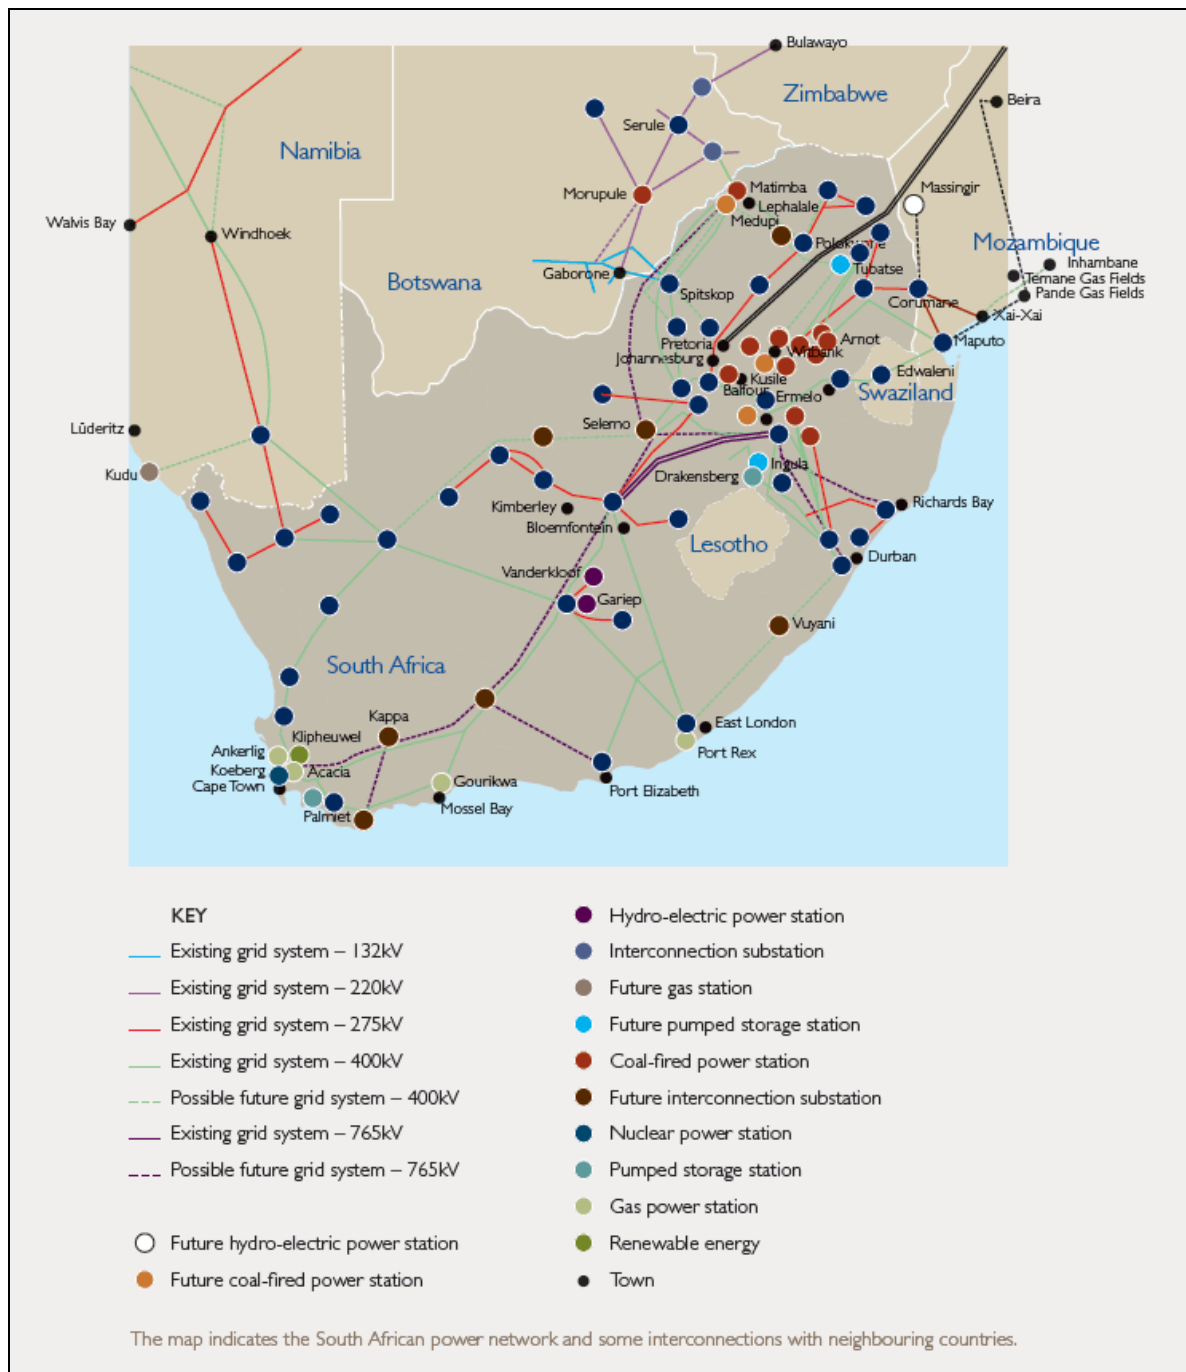 Bulawayo
Zimbabwe
Beira
Serule
Namibia
Morupule
Matimba
Lephalale
Medupi
Massingir
Walvis Bay
Windhoek
Polokwane
Mozambique
Inhambane
Temane Gas Fields
Pande Gas Fields
Botswana
Gaborone
Tubatse
Spitskop
Corumane
Xai-Xai
Pretoria
Johannesburg
Witbank
Arnot
Maputo
Kusile
Balfour
Ermelo
Edwaleni
Swaziland
Lüderitz
Selemo
Kudu
Drakensberg
Ingula
Kimberley
Bloemfontein
Richards Bay
Lesotho
Durban
Vanderkloof
Gariep
Vuyani
South Africa
Kappa
East London
Port Rex
Ankerlig
Klipheuwel
Koeberg
Acacia
Cape Town
Gourikwa
Palmiet
Mossel Bay
Port Elizabeth
KEY
Existing grid system – 132kV
Existing grid system – 220kV
Existing grid system – 275kV
Existing grid system – 400kV
Possible future grid system – 400kV
Existing grid system – 765kV
Possible future grid system – 765kV
Future hydro-electric power station
Future coal-fired power station
Hydro-electric power station
Interconnection substation
Future gas station
Future pumped storage station
Coal-fired power station
Future interconnection substation
Nuclear power station
Pumped storage station
Gas power station
Renewable energy
Town
The map indicates the South African power network and some interconnections with neighbouring countries.